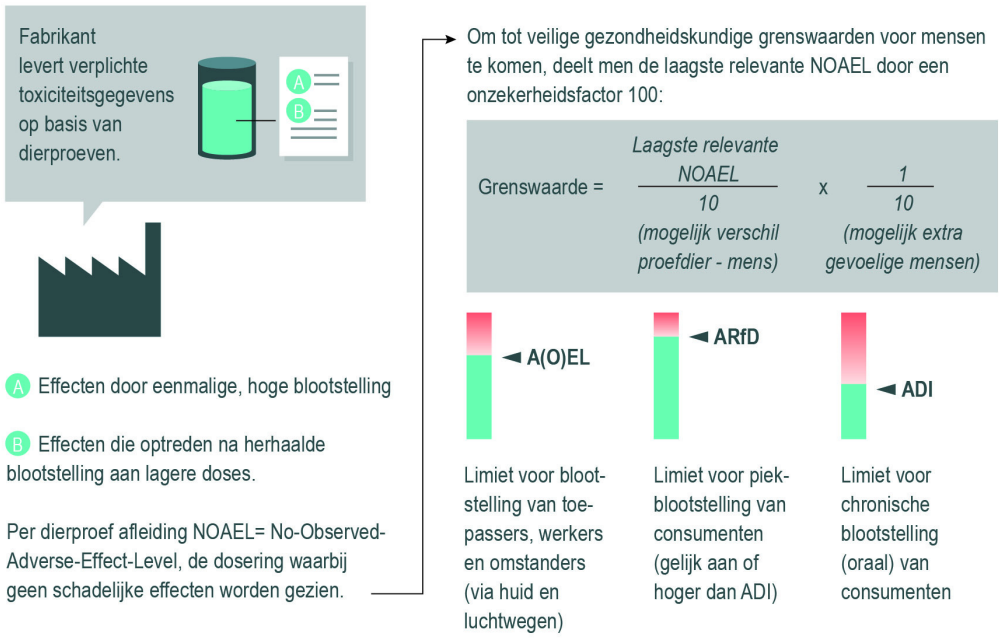 Fabrikant
levert verplichte
toxiciteitsgegevens
op basis van
dierproeven.
A
B
A Effecten door eenmalige, hoge blootstelling
B Effecten die optreden na herhaalde
blootstelling aan lagere doses.
Per dierproef afleiding NOAEL= No-Observed-
Adverse-Effect-Level, de dosering waarbij
geen schadelijke effecten worden gezien.
Om tot veilige gezondheidskundige grenswaarden voor mensen
te komen, deelt men de laagste relevante NOAEL door een
onzekerheidsfactor 100:
Laagste relevante
NOAEL 1
Grenswaarde = x
10 10
(mogelijk verschil (mogelijk extra
proefdier - mens) gevoelige mensen)
A(O)EL
Limiet voor bloot-
stelling van toe-
passers, werkers
en omstanders
(via huid en
luchtwegen)
ARfD
Limiet voor piek-
blootstelling van
consumenten
(gelijk aan of
hoger dan ADI)
ADI
Limiet voor
chronische
blootstelling
(oraal) van
consumenten